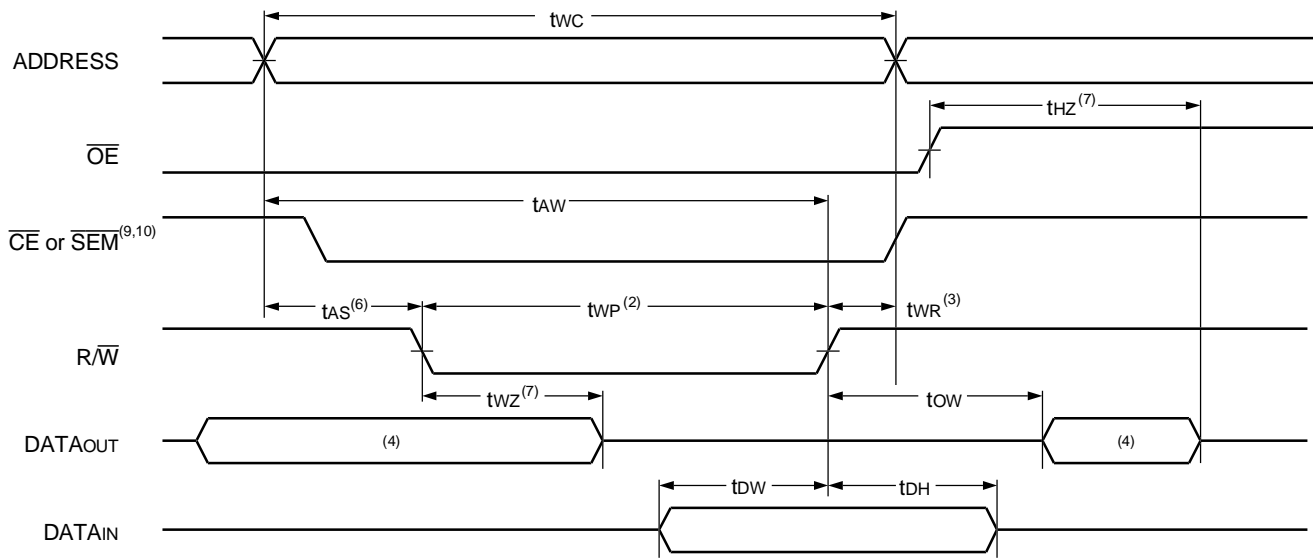 tWC
ADDRESS
tHZ(7)
OE
tAW
CE or SEM(9,10)
tAS(6) tWP(2) tWR(3)
R/W
tWZ(7) tOW
DATAOUT (4) (4)
tDW tDH
DATAIN